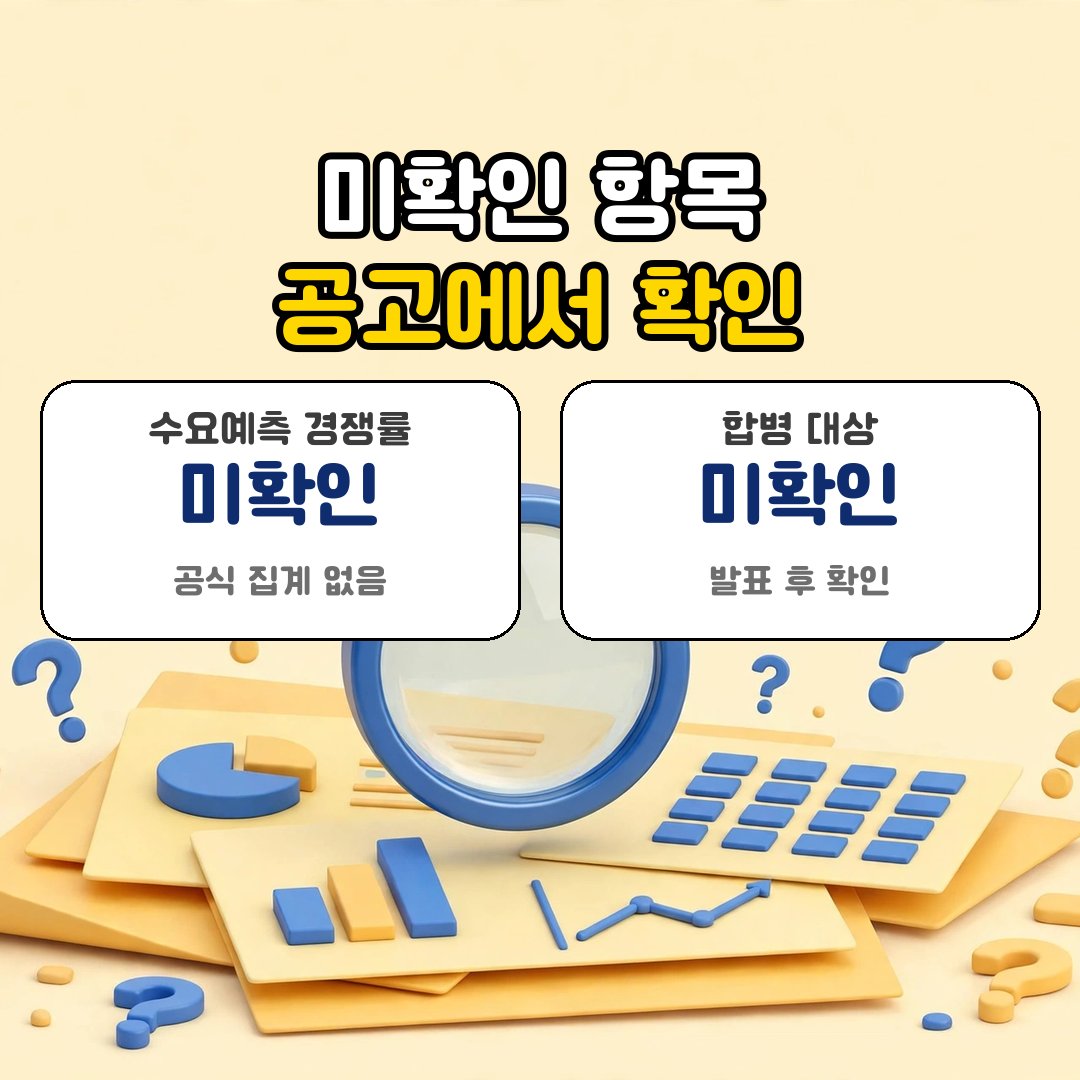 미확인 항목
공고에서 확인
수요예측 경쟁률
미확인
공식 집계 없음
합병 대상
미확인
발표 후 확인